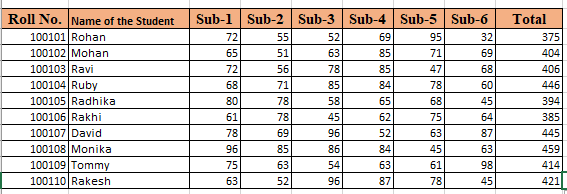 Roll No. Name of the Student Sub-1 Sub-2 Sub-3 Sub-4 Sub-5 Sub-6 Total
100101 Rohan 72 55 52 69 95 32 375
100102 Mohan 65 51 63 85 71 69 404
100103 Ravi 72 56 78 85 47 68 406
100104 Ruby 68 71 85 84 78 60 446
100105 Radhika 80 78 58 65 68 45 394
100106 Rakhi 61 78 45 62 75 64 385
100107 David 78 69 96 52 63 87 445
100108 Monika 96 85 86 84 45 63 459
100109 Tommy 75 63 54 63 61 98 414
100110 Rakesh 63 52 96 87 78 45 421